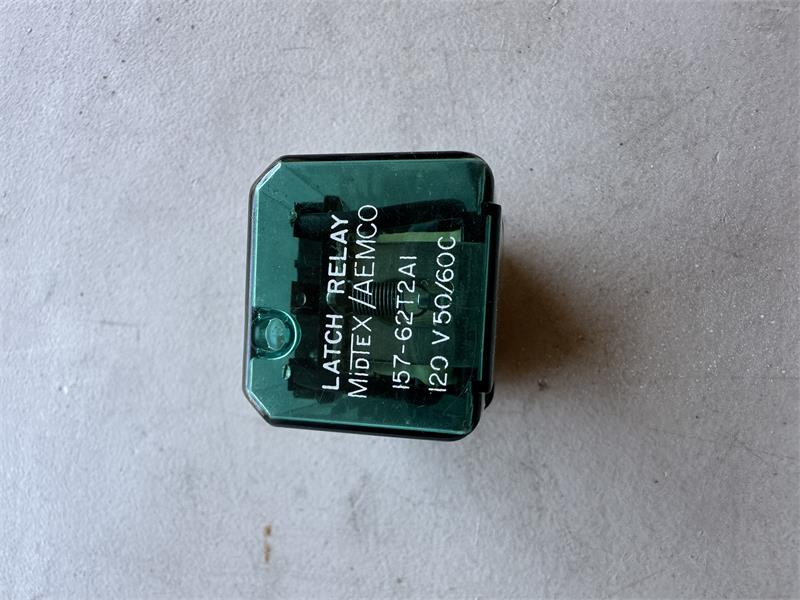 LATCH RELAY
MIDTEX/AEMCO
157-62T2A1
120 V 50/60C